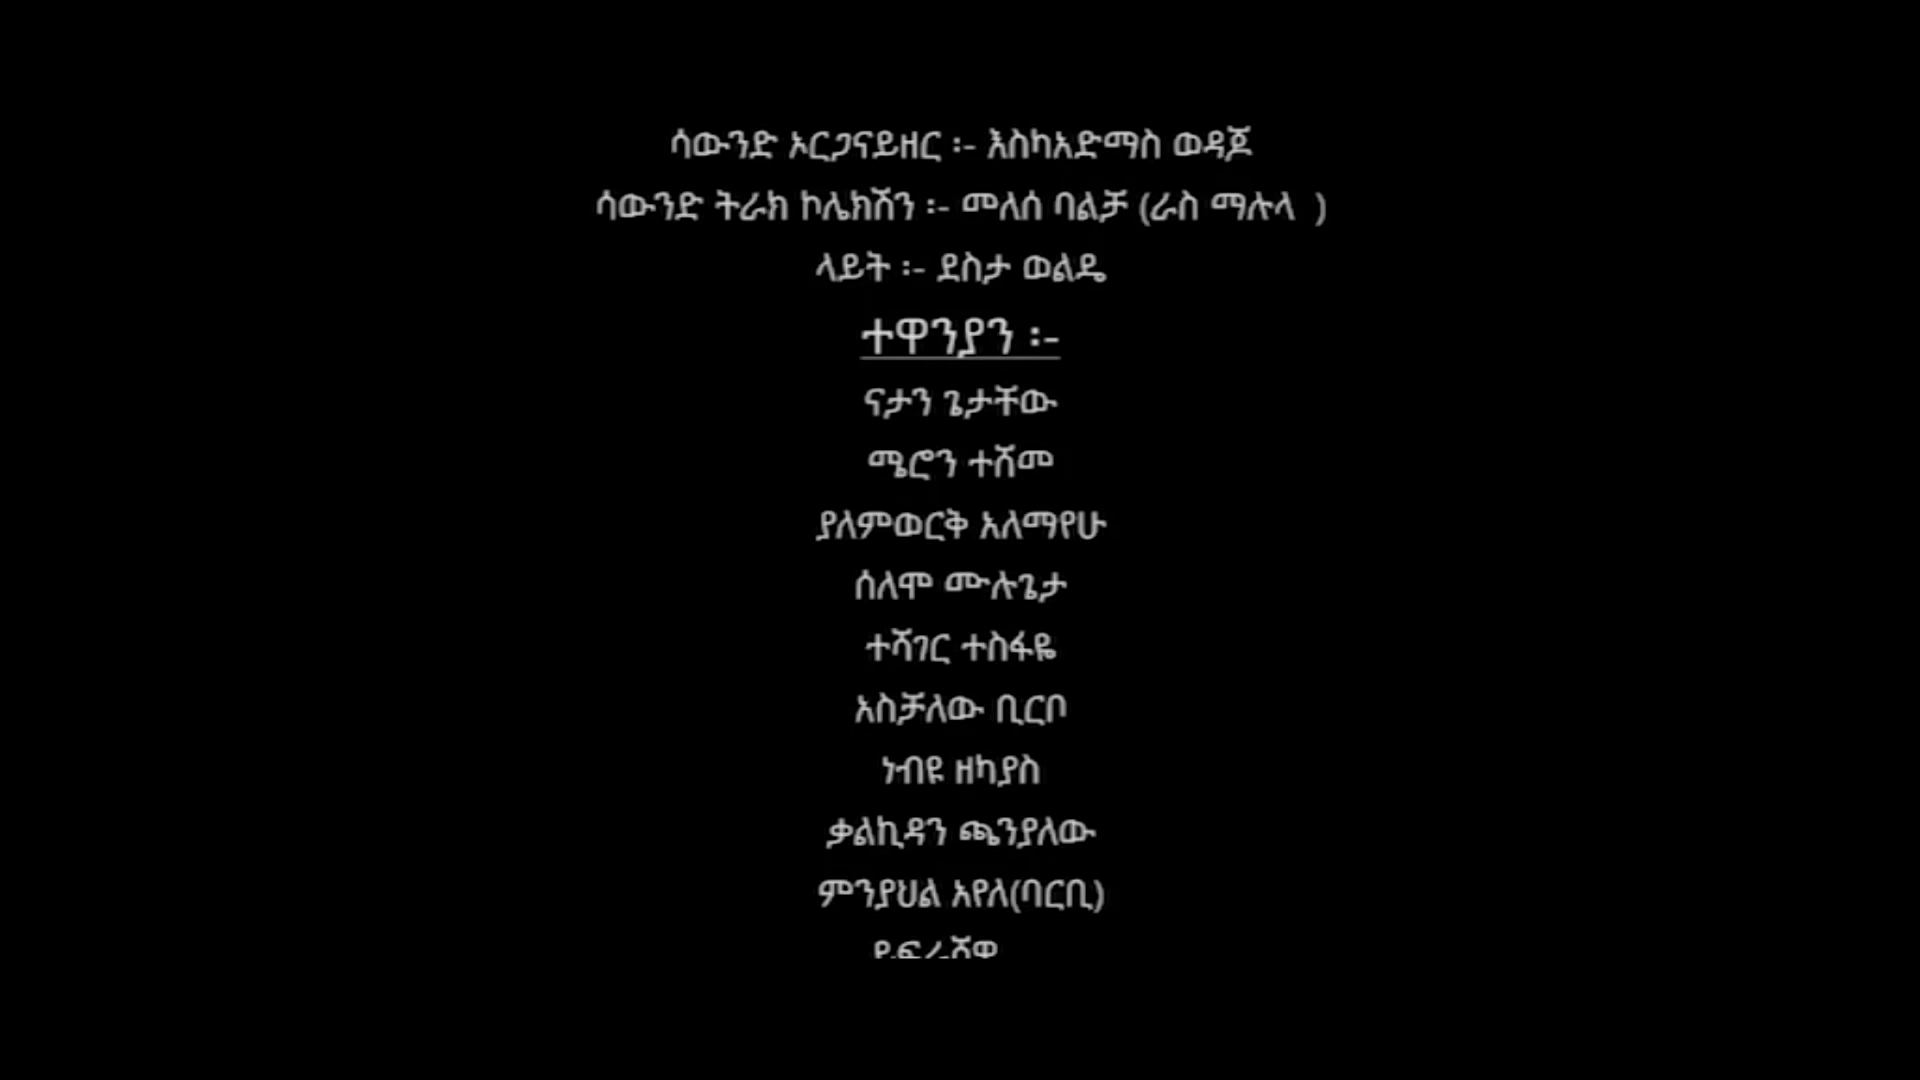 ሳውንድ ኦርጋናይዘር ፡- እስካአድማስ ወዳጆ
ሳውንድ ትራክ ኮሌክሽን ፡- መለሰ ባልቻ (ራስ ማሉላ )
ላይት ፡- ደስታ ወልዴ
ተዋንያን ፡-
ናታን ጌታቸው
ሜሮን ተሸመ
ያለምወርቅ አለማየሁ
ሰለሞ ሙሉጌታ
ተሻገር ተስፋዬ
አስቻለው ቢርቦ
ነብዩ ዘካያስ
ቃልኪዳን ጫንያለው
ምንያህል አየለ(ባርቢ)